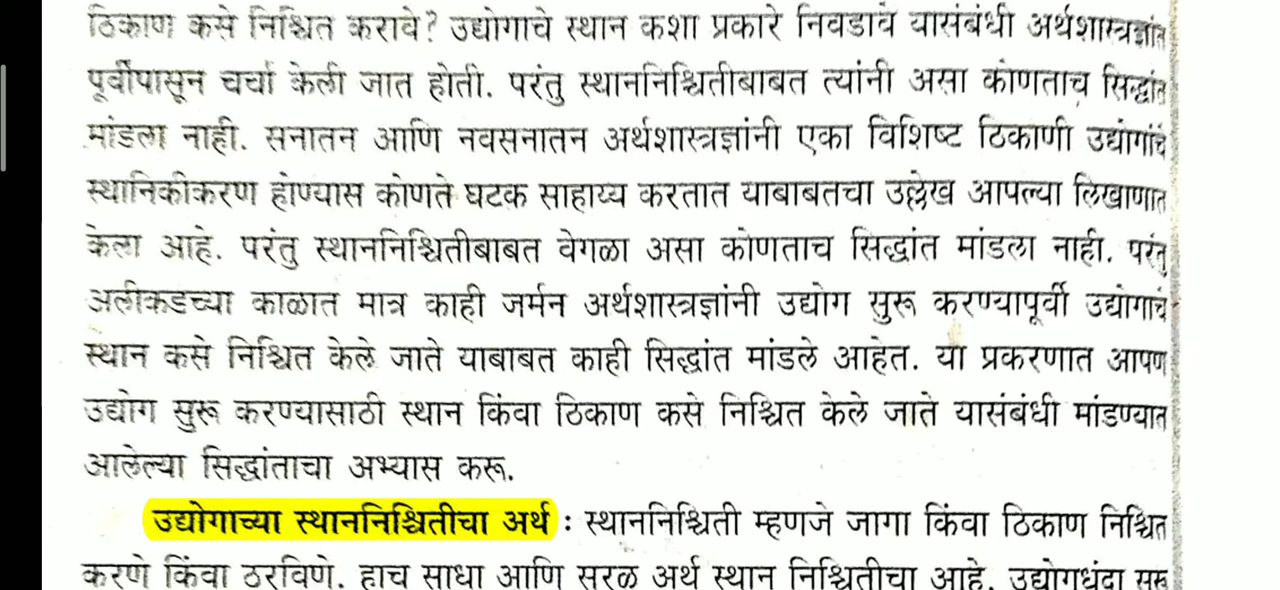 ठिकाण कसे निश्चित करावे? उद्योगाचे स्थान कशा प्रकारे निवडावे यासंबंधी अर्थशास्त्रज्ञांत
पूर्वीपासून चर्चा केली जात होती. परंतु स्थाननिश्चितीबाबत त्यांनी असा कोणताच सिद्धांत
मांडला नाही. सनातन आणि नवसनातन अर्थशास्त्रज्ञांनी एका विशिष्ट ठिकाणी उद्योगांचे
स्थानिकीकरण होण्यास कोणते घटक साहाय्य करतात याबाबतचा उल्लेख आपल्या लिखाणात
केला आहे. परंतु स्थाननिश्चितीबाबत वेगळा असा कोणताच सिद्धांत मांडला नाही. परंतु
अलीकडच्या काळात मात्र काही जर्मन अर्थशास्त्रज्ञांनी उद्योग सुरू करण्यापूर्वी उद्योगाचे
स्थान कसे निश्चित केले जाते याबाबत काही सिद्धांत मांडले आहेत. या प्रकरणात आपण
उद्योग सुरू करण्यासाठी स्थान किंवा ठिकाण कसे निश्चित केले जाते यासंबंधी मांडण्यात
आलेल्या सिद्धांताचा अभ्यास करू.
उद्योगाच्या स्थाननिश्चितीचा अर्थ : स्थाननिश्चिती म्हणजे जागा किंवा ठिकाण निश्चित
करणे किंवा ठरविणे. हाच साधा आणि सरळ अर्थ स्थान निश्चितीचा आहे. उद्योगधंदा सुरू